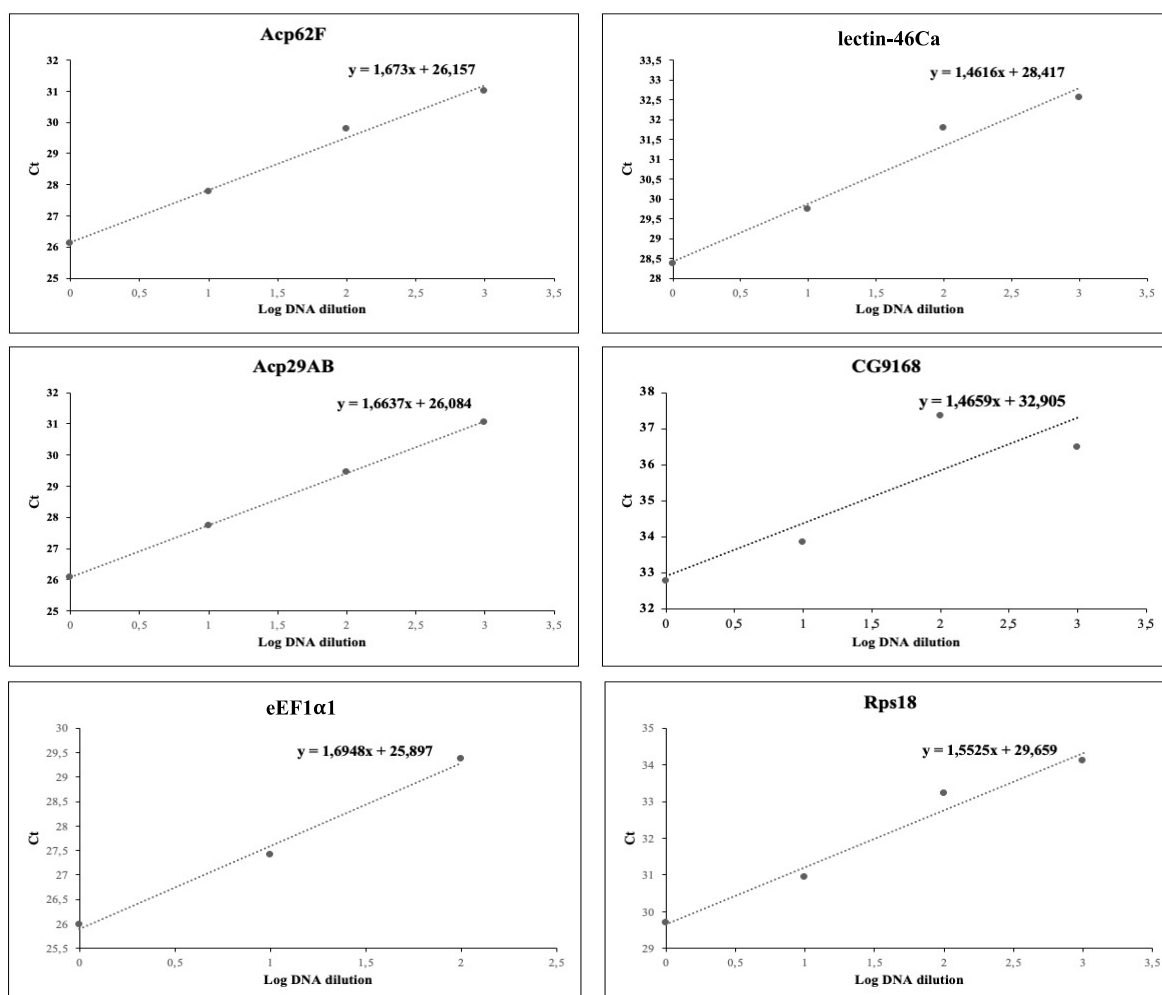 Acp62F
y = 1,673x + 26,157
32
31
30
29
28
27
26
25
Ct
0 0,5 1 1,5 2 2,5 3 3,5
Log DNA dilution
lectin-46Ca
y = 1,4616x + 28,417
33,5
33
32,5
32
31,5
31
30,5
30
29,5
29
28,5
28
Ct
0 0,5 1 1,5 2 2,5 3 3,5
Log DNA dilution
Acp29AB
y = 1,6637x + 26,084
32
31
30
29
28
27
26
25
Ct
0 0,5 1 1,5 2 2,5 3 3,5
Log DNA dilution
CG9168
y = 1,4659x + 32,905
38
37
36
35
34
33
32
Ct
0 0,5 1 1,5 2 2,5 3 3,5
Log DNA dilution
eEF1α1
y = 1,6948x + 25,897
30
29,5
29
28,5
28
27,5
27
26,5
26
25,5
Ct
0 0,5 1 1,5 2 2,5
Log DNA dilution
Rps18
y = 1,5525x + 29,659
35
34
33
32
31
30
29
Ct
0 0,5 1 1,5 2 2,5 3 3,5
Log DNA dilution